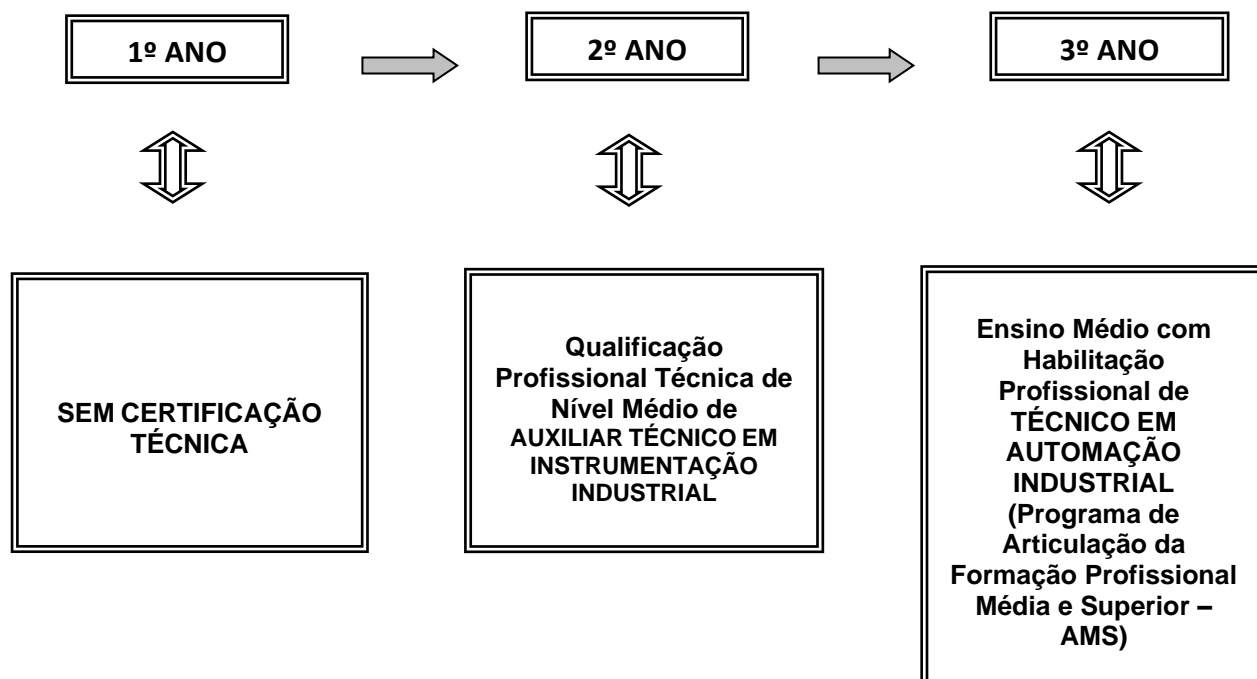 1º ANO
2º ANO
3º ANO
SEM CERTIFICAÇÃO
TÉCNICA
Qualificação
Profissional Técnica de
Nível Médio de
AUXILIAR TÉCNICO EM
INSTRUMENTAÇÃO
INDUSTRIAL
Ensino Médio com
Habilitação
Profissional de
TÉCNICO EM
AUTOMAÇÃO
INDUSTRIAL
(Programa de
Articulação da
Formação Profissional
Média e Superior –
AMS)